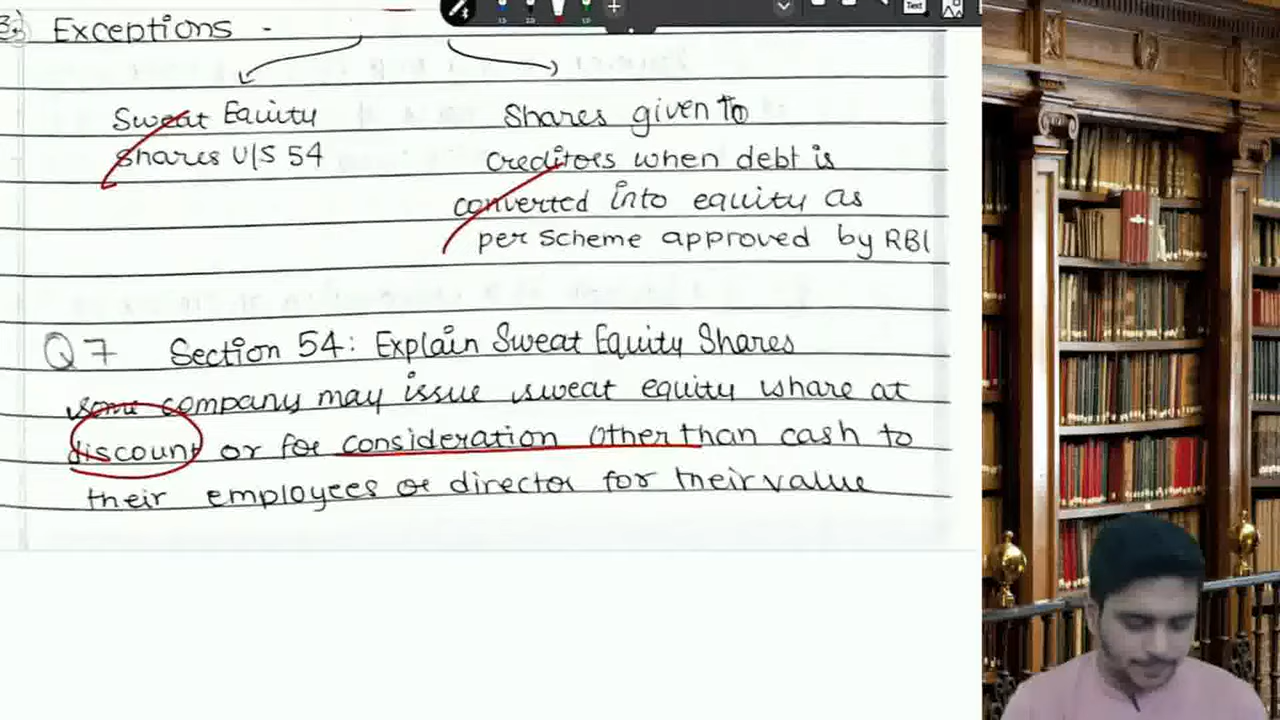 3.) Exceptions -
Sweat Equity
Shares U/S 54
Shares given to
Creditors when debt is
converted into equity as
per scheme approved by RBI
Q7 Section 54: Explain Sweat Equity Shares
Some company may issue sweat equity share at
discount or for consideration other than cash to
their employees or director for their value
Text